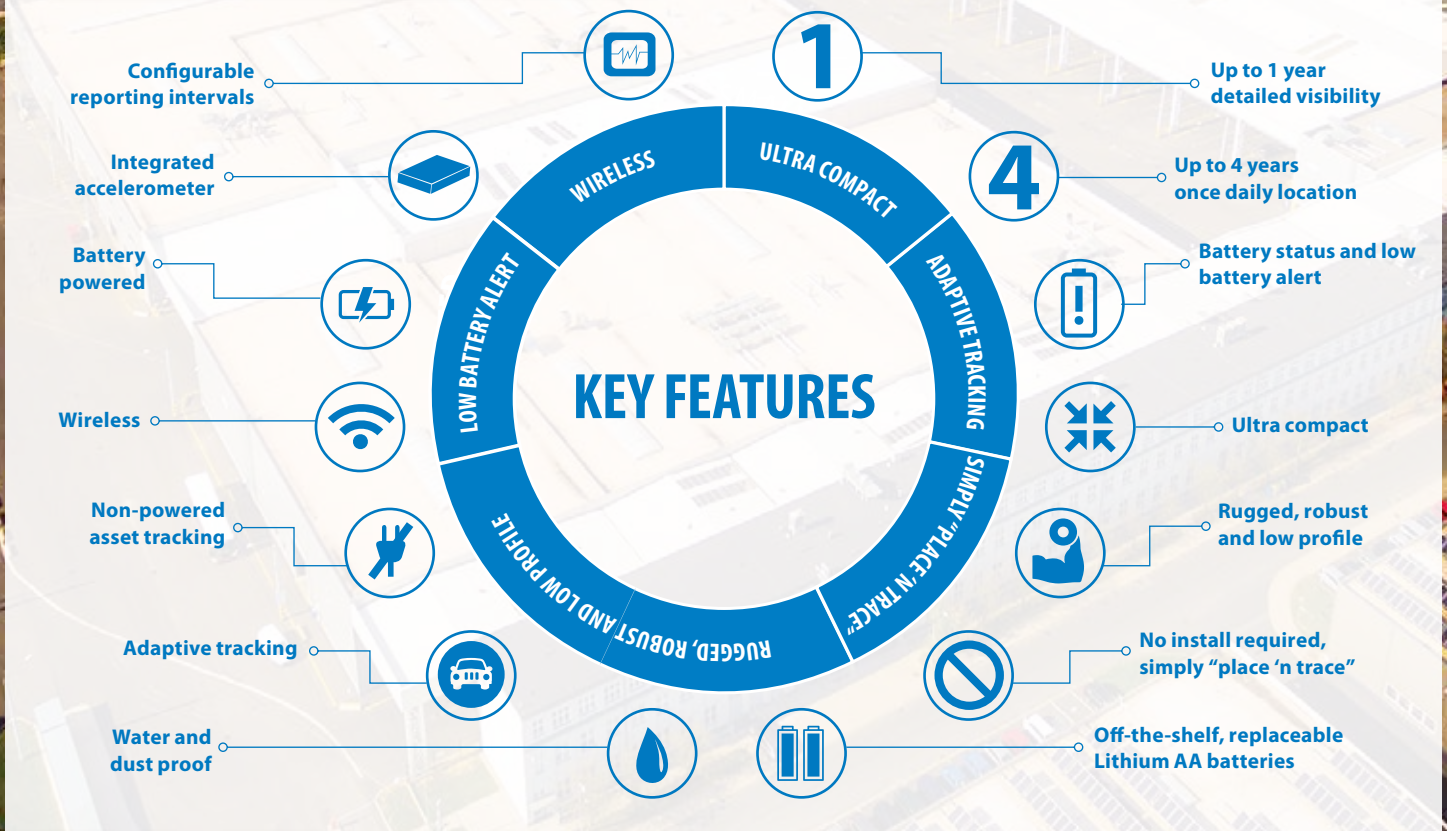 Configurable
reporting intervals
Integrated
accelerometer
Battery
powered
Wireless
Non-powered
asset tracking
Adaptive tracking
Water and
dust proof
1
Up to 1 year
detailed visibility
4
Up to 4 years
once daily location
Battery status and low
battery alert
Ultra compact
Rugged, robust
and low profile
No install required,
simply “place ‘n trace”
Off-the-shelf, replaceable
Lithium AA batteries
WIRELESS
ULTRA COMPACT
ADAPTIVE TRACKING
SIMPLY “PLACE ‘N TRACE”
RUGGED, ROBUST AND LOW PROFILE
LOW BATTERY ALERT
KEY FEATURES